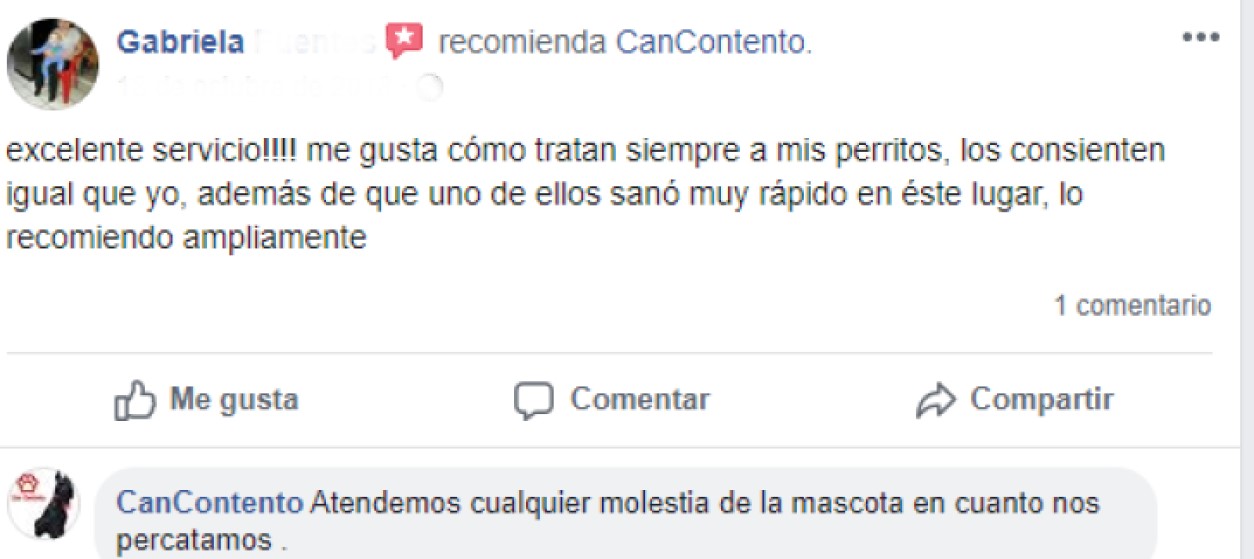 Gabriela recomienda CanContento.
excelente servicio!!!! me gusta cómo tratan siempre a mis perritos, los consienten
igual que yo, además de que uno de ellos sanó muy rápido en éste lugar, lo
recomiendo ampliamente
1 comentario
Me gusta Comentar Compartir
CanContento Atendemos cualquier molestia de la mascota en cuanto nos
percatamos .